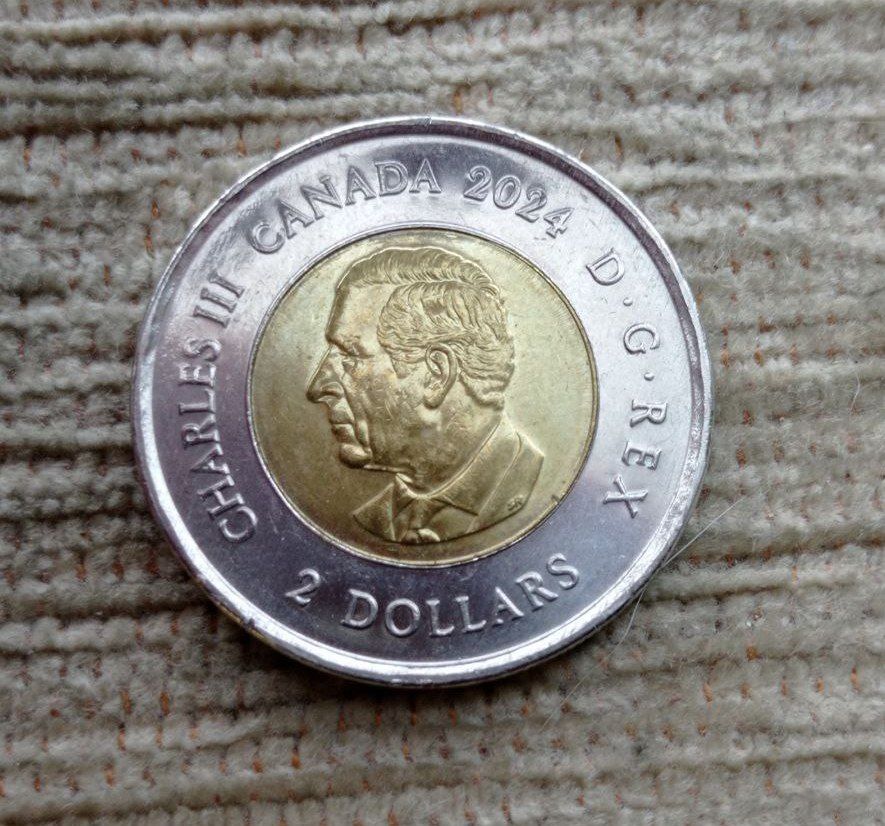 CHARLES III CANADA 2024 D·G·REX
2 DOLLARS